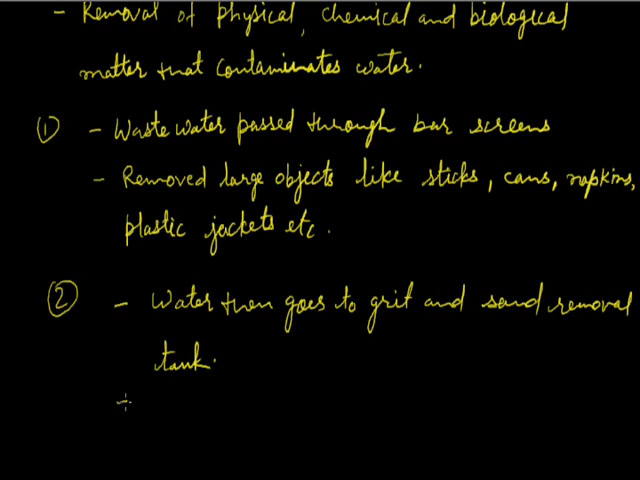 - Removal of physical, chemical and biological
matter that contaminates water.
① - Waste water passed through bar screens
- Removed large objects like sticks, cans, napkins,
plastic jackets etc.
② - Water then goes to grit and sand removal
tank.
-